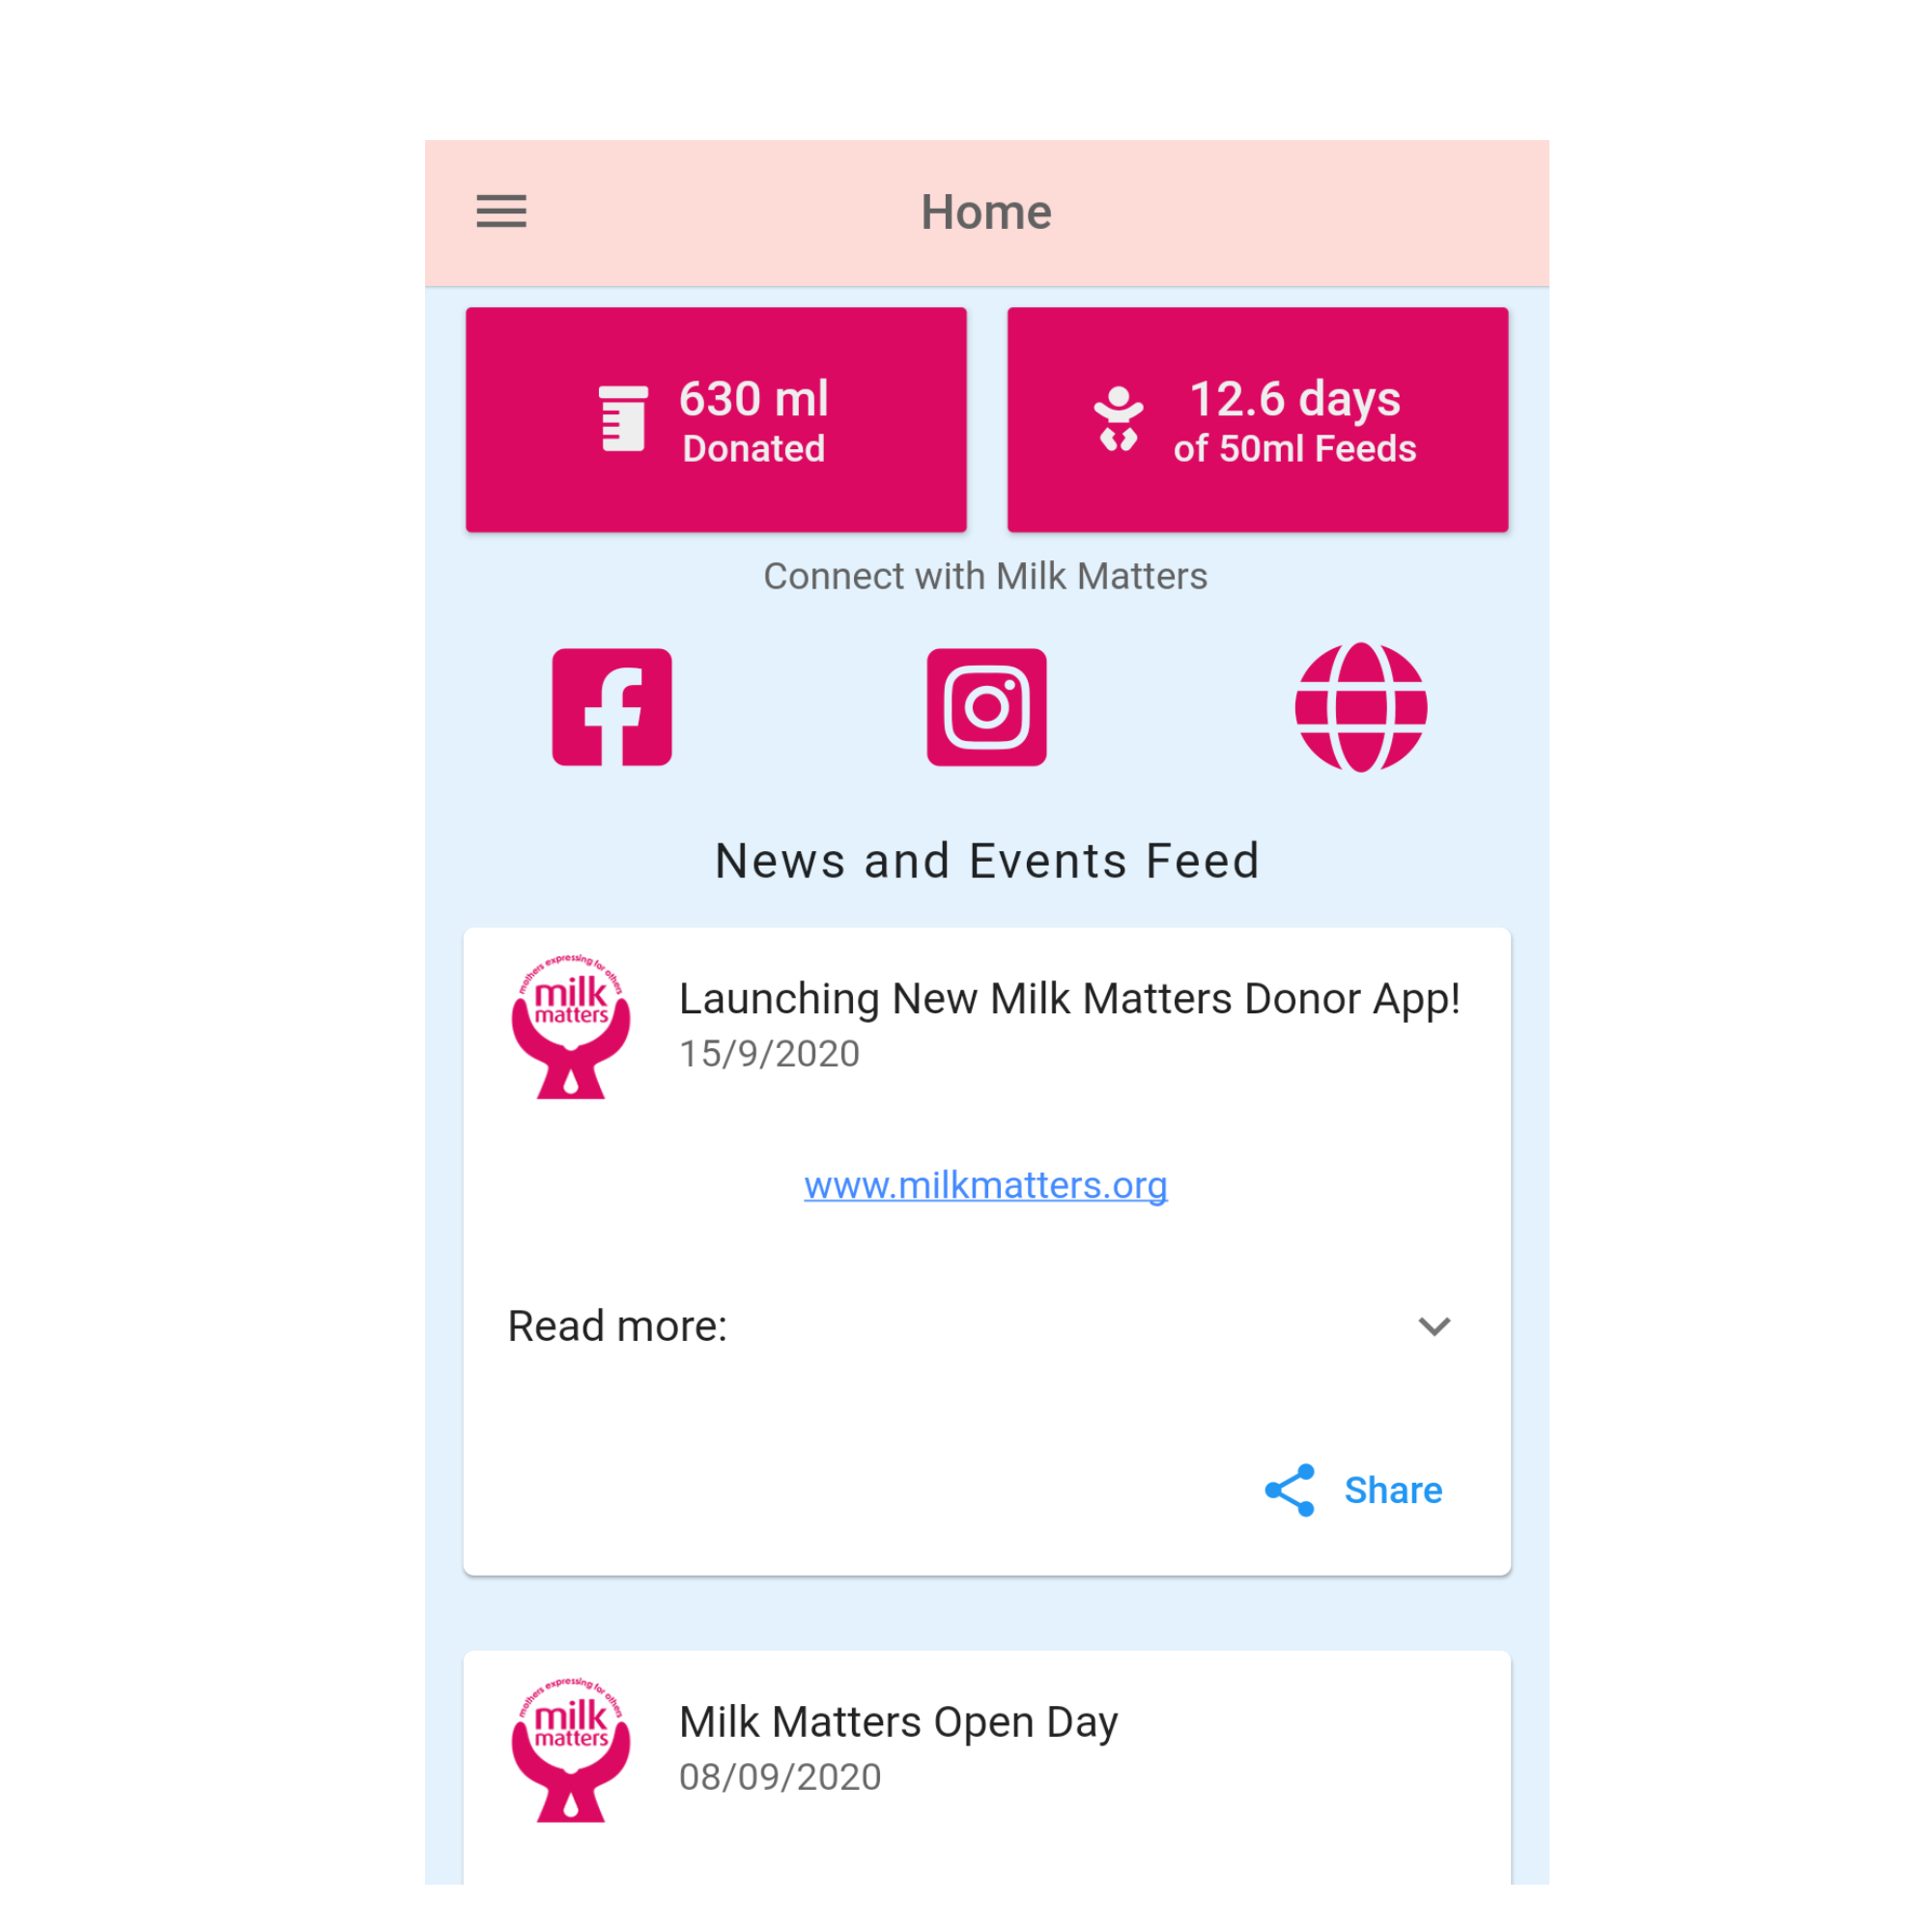 Home
630 ml
Donated
12.6 days
of 50ml Feeds
Connect with Milk Matters
News and Events Feed
mothers expressing for others
milk
matters
Launching New Milk Matters Donor App!
15/9/2020
www.milkmatters.org
Read more:
Share
mothers expressing for others
milk
matters
Milk Matters Open Day
08/09/2020